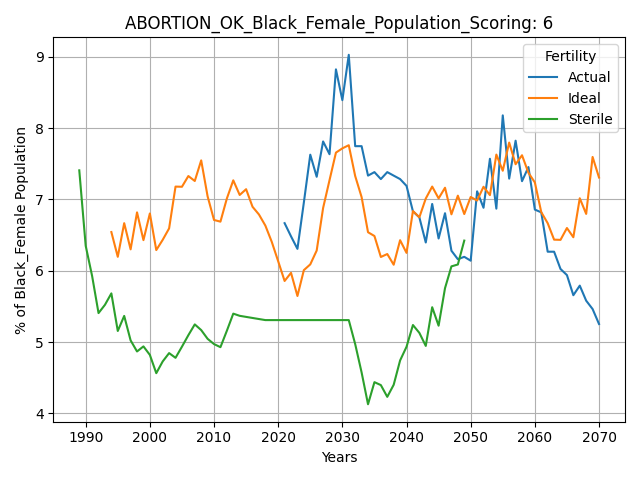 ABORTION_OK_Black_Female_Population_Scoring: 6
Fertility
Actual
Ideal
Sterile
% of Black_Female Population
9
8
7
6
5
4
1990 2000 2010 2020 2030 2040 2050 2060 2070
Years